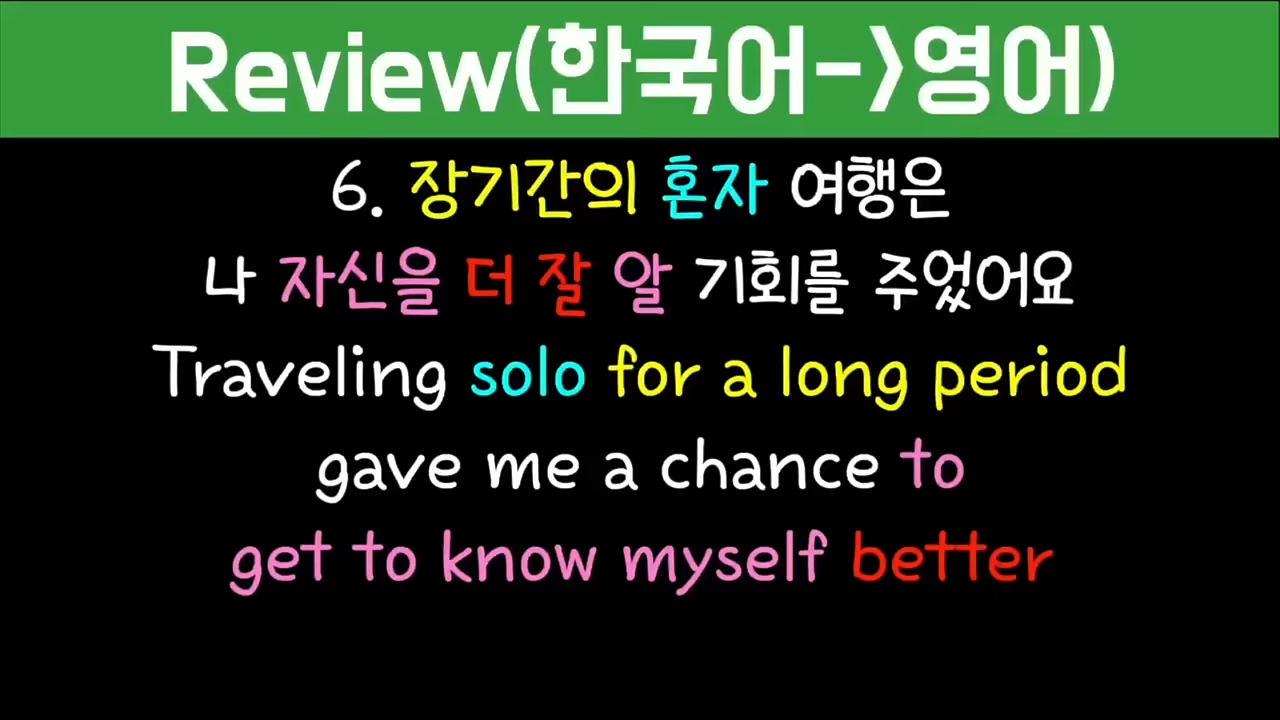 Review(한국어->영어)
6. 장기간의 혼자 여행은
나 자신을 더 잘 알 기회를 주었어요
Traveling solo for a long period
gave me a chance to
get to know myself better